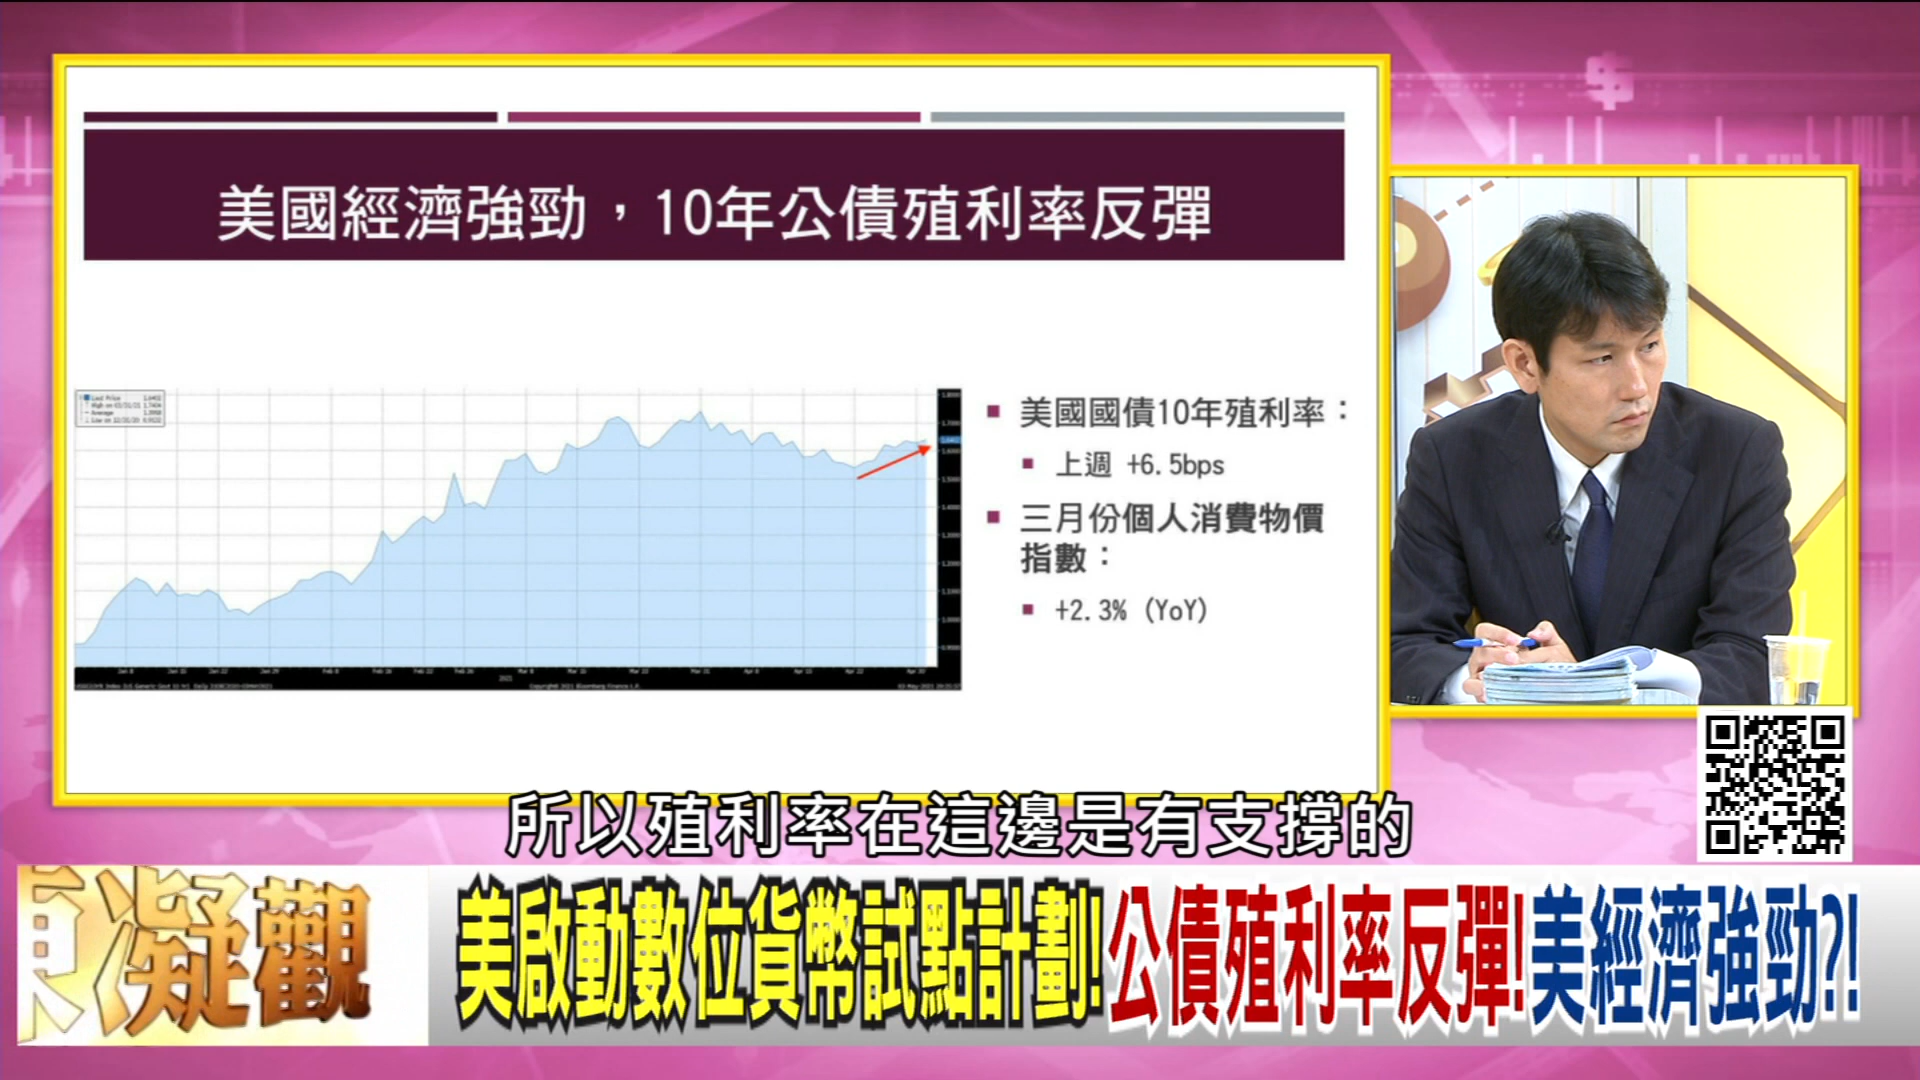 美國經濟強勁，10年公債殖利率反彈
美國國債10年殖利率：
上週 +6.5bps
三月份個人消費物價
指數：
+2.3% (YoY)
所以殖利率在這邊是有支撐的
凝觀
美啟動數位貨幣試點計劃!公債殖利率反彈!美經濟強勁?!